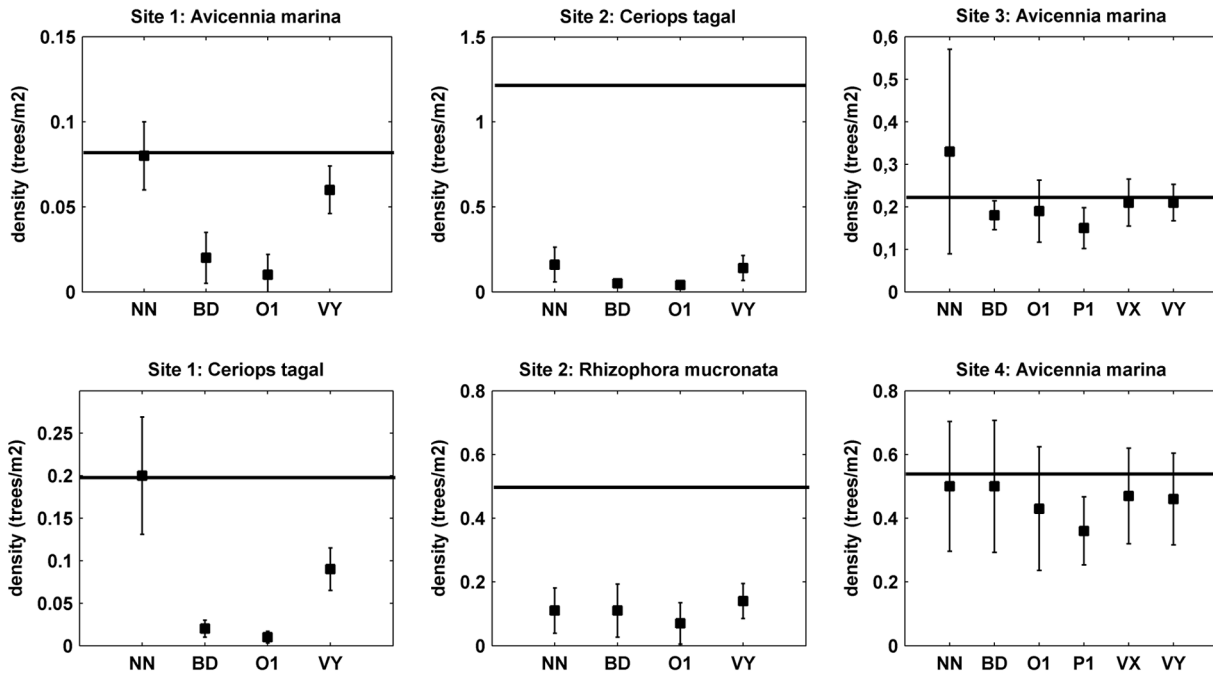 Site 1: Avicennia marina
density (trees/m2)
0.15
0.1
0.05
0
NN BD O1 VY
Site 2: Ceriops tagal
density (trees/m2)
1.5
1
0.5
0
NN BD O1 VY
Site 3: Avicennia marina
density (trees/m2)
0,6
0,5
0,4
0,3
0,2
0,1
0
NN BD O1 P1 VX VY
Site 1: Ceriops tagal
density (trees/m2)
0.25
0.2
0.15
0.1
0.05
0
NN BD O1 VY
Site 2: Rhizophora mucronata
density (trees/m2)
0.8
0.6
0.4
0.2
0
NN BD O1 VY
Site 4: Avicennia marina
density (trees/m2)
0.8
0.6
0.4
0.2
0
NN BD O1 P1 VX VY